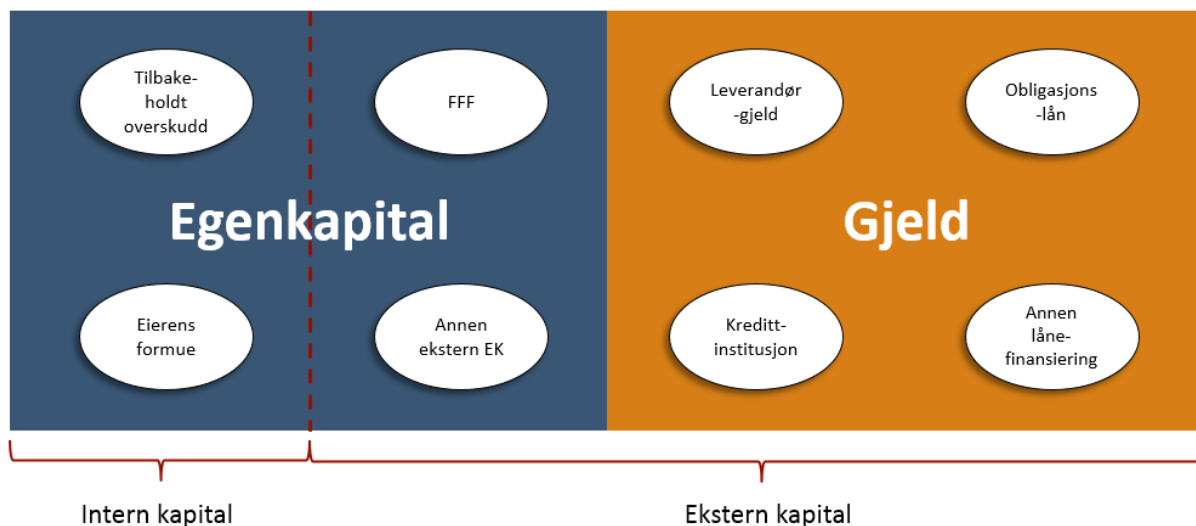 Tilbake-
holdt
overskudd
FFF
Leverandør
-gjeld
Obligasjons
-lån
Egenkapital
Gjeld
Eierens
formue
Annen
ekstern EK
Kreditt-
institusjon
Annen
låne-
finansiering
Intern kapital
Ekstern kapital